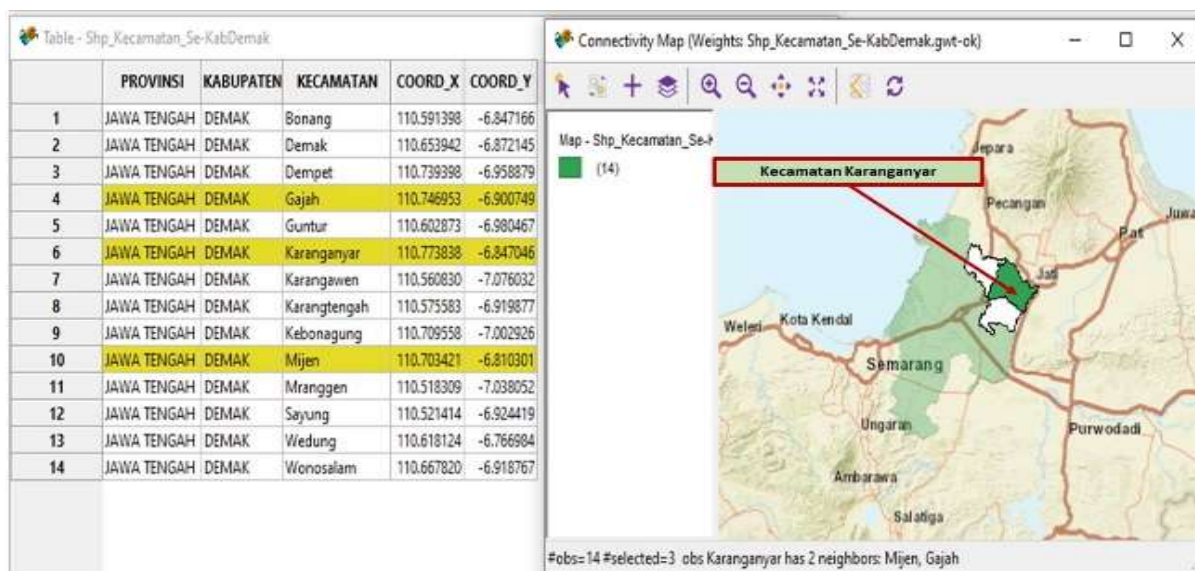 Table - Shp_Kecamatan_Se-KabDemak
PROVINSI KABUPATEN KECAMATAN COORD_X COORD_Y
1 JAWA TENGAH DEMAK Bonang 110.591398 -6.847166
2 JAWA TENGAH DEMAK Demak 110.653942 -6.872145
3 JAWA TENGAH DEMAK Dempet 110.739398 -6.958879
4 JAWA TENGAH DEMAK Gajah 110.746953 -6.900749
5 JAWA TENGAH DEMAK Guntur 110.602873 -6.980467
6 JAWA TENGAH DEMAK Karanganyar 110.773838 -6.847046
7 JAWA TENGAH DEMAK Karangawen 110.560830 -7.076032
8 JAWA TENGAH DEMAK Karangtengah 110.575583 -6.919877
9 JAWA TENGAH DEMAK Kebonagung 110.709558 -7.002926
10 JAWA TENGAH DEMAK Mijen 110.703421 -6.810301
11 JAWA TENGAH DEMAK Mranggen 110.518309 -7.038052
12 JAWA TENGAH DEMAK Sayung 110.521414 -6.924419
13 JAWA TENGAH DEMAK Wedung 110.618124 -6.766984
14 JAWA TENGAH DEMAK Wonosalam 110.667820 -6.918767
Connectivity Map (Weights: Shp_Kecamatan_Se-KabDemak.gwt-ok)
Map - Shp_Kecamatan_Se-K
(14)
Jepara
Kecamatan Karanganyar
Pecangan
Juwa
Pat
Jati
Weleri
Kota Kendal
Semarang
Ungaran
Purwodadi
Ambarawa
Salatiga
#obs=14 #selected=3 obs Karanganyar has 2 neighbors: Mijen, Gajah